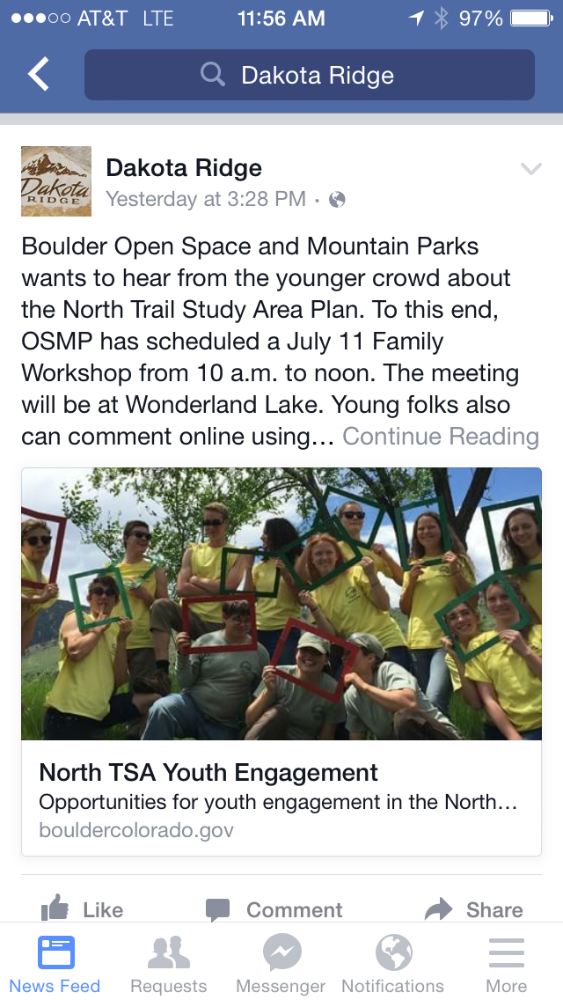 AT&T LTE 11:56 AM 97%
Dakota Ridge
Dakota
RIDGE
Dakota Ridge
Yesterday at 3:28 PM ·
Boulder Open Space and Mountain Parks
wants to hear from the younger crowd about
the North Trail Study Area Plan. To this end,
OSMP has scheduled a July 11 Family
Workshop from 10 a.m. to noon. The meeting
will be at Wonderland Lake. Young folks also
can comment online using... Continue Reading
North TSA Youth Engagement
Opportunities for youth engagement in the North...
bouldercolorado.gov
Like Comment Share
News Feed Requests Messenger Notifications More